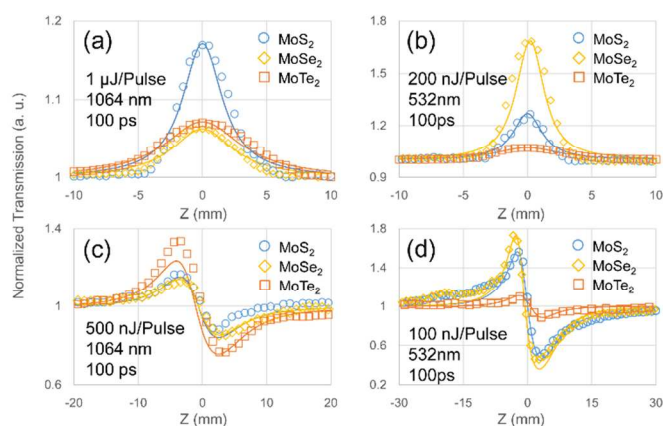 Normalized Transmission (a. u.)
(a)
1 µJ/Pulse
1064 nm
100 ps
MoS₂
MoSe₂
MoTe₂
1.2
1.1
1
-10 -5 0 5 10
Z (mm)
(b)
200 nJ/Pulse
532nm
100ps
MoS₂
MoSe₂
MoTe₂
1.8
1.5
1.2
0.9
-10 -5 0 5 10
Z (mm)
(c)
500 nJ/Pulse
1064 nm
100 ps
MoS₂
MoSe₂
MoTe₂
1.4
1
0.6
-20 -10 0 10 20
Z (mm)
(d)
100 nJ/Pulse
532nm
100ps
MoS₂
MoSe₂
MoTe₂
1.8
1.4
1
0.6
0.2
-30 -15 0 15 30
Z (mm)